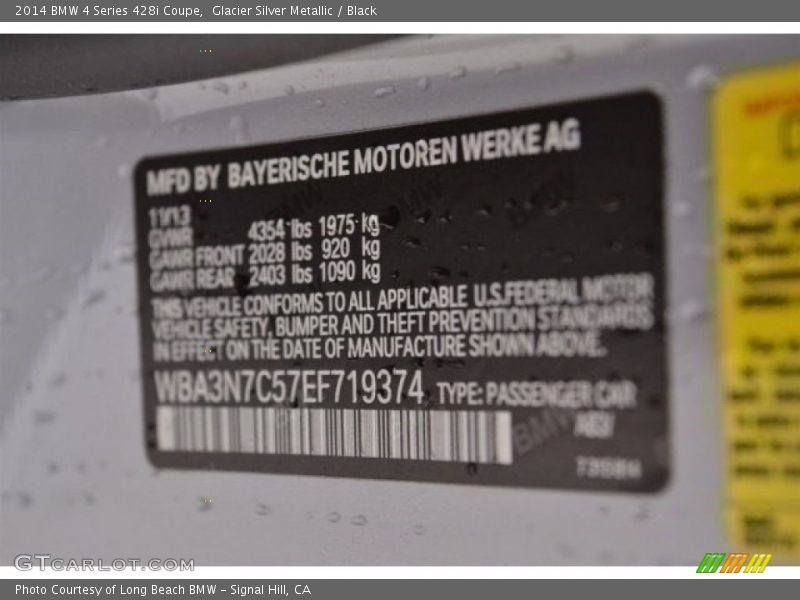 2014 BMW 4 Series 428i Coupe,  Glacier Silver Metallic / Black
MFD BY BAYERISCHE MOTOREN WERKE AG
11/13
GVWR 4354 lbs 1975 kg
GAWR FRONT 2028 lbs 920 kg
GAWR REAR 2403 lbs 1090 kg
THIS VEHICLE CONFORMS TO ALL APPLICABLE U.S.FEDERAL MOTOR
VEHICLE SAFETY, BUMPER AND THEFT PREVENTION STANDARDS
IN EFFECT ON THE DATE OF MANUFACTURE SHOWN ABOVE.
WBA3N7C57EF719374 TYPE: PASSENGER CAR
GTCARLOT.COM
Photo Courtesy of Long Beach BMW – Signal Hill, CA